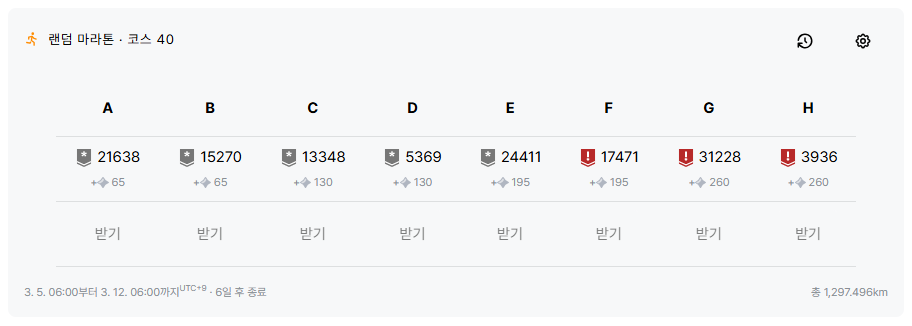 랜덤 마라톤 · 코스 40
A B C D E F G H
* 21638 * 15270 * 13348 * 5369 * 24411 ! 17471 ! 31228 ! 3936
+65 +65 +130 +130 +195 +195 +260 +260
받기 받기 받기 받기 받기 받기 받기 받기
3. 5. 06:00부터 3. 12. 06:00까지UTC+9 · 6일 후 종료 총 1,297.496km